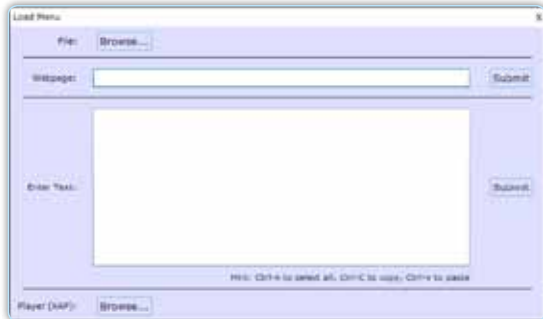 Load Menu X
File: Browse...
Webpage: Submit
Enter Text: Submit
Hint: Ctrl-A to select all, Ctrl-C to copy, Ctrl-V to paste
Player (AAP): Browse...